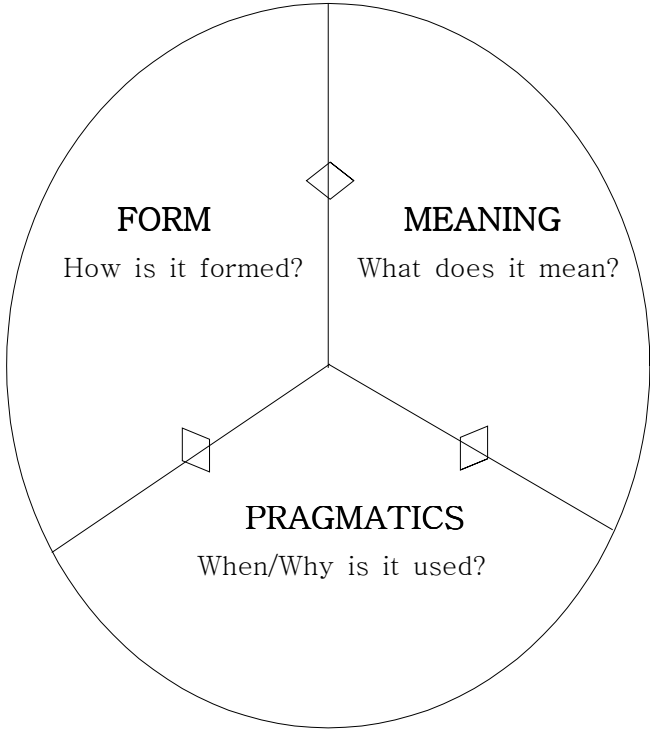 FORM
How is it formed?
MEANING
What does it mean?
PRAGMATICS
When/Why is it used?